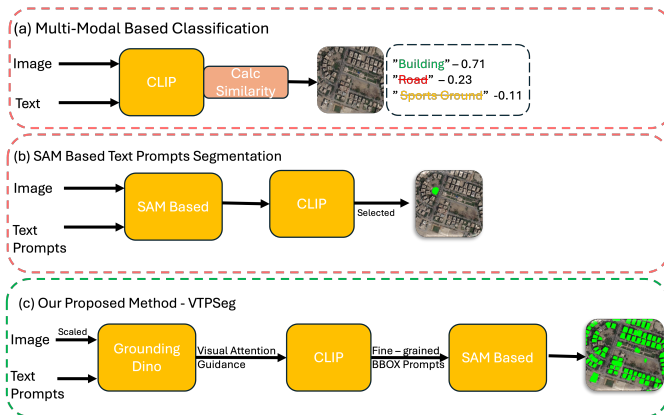 (a) Multi-Modal Based Classification
Image
Text
CLIP
Calc
Similarity
"Building" – 0.71
"Road" – 0.23
"Sports Ground" -0.11
(b) SAM Based Text Prompts Segmentation
Image
Text
Prompts
SAM Based
CLIP
Selected
(c) Our Proposed Method - VTPSeg
Image
Scaled
Text
Prompts
Grounding
Dino
Visual Attention
Guidance
CLIP
Fine – grained
BBOX Prompts
SAM Based